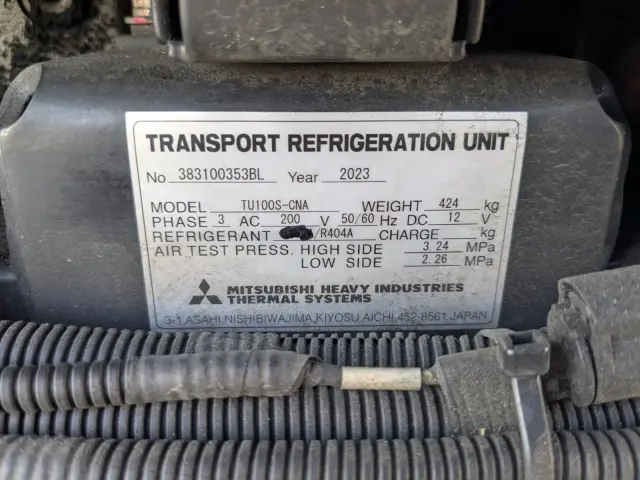 TRANSPORT REFRIGERATION UNIT
No 383100353BL Year 2023
MODEL TU100S-CNA WEIGHT 424 kg
PHASE 3 AC 200 V 50/60 Hz DC 12 V
REFRIGERANT /R404A CHARGE kg
AIR TEST PRESS. HIGH SIDE 3.24 MPa
LOW SIDE 2.26 MPa
MITSUBISHI HEAVY INDUSTRIES
THERMAL SYSTEMS
3-1,ASAHI,NISHIBIWAJIMA,KIYOSU,AICHI,452-8561,JAPAN